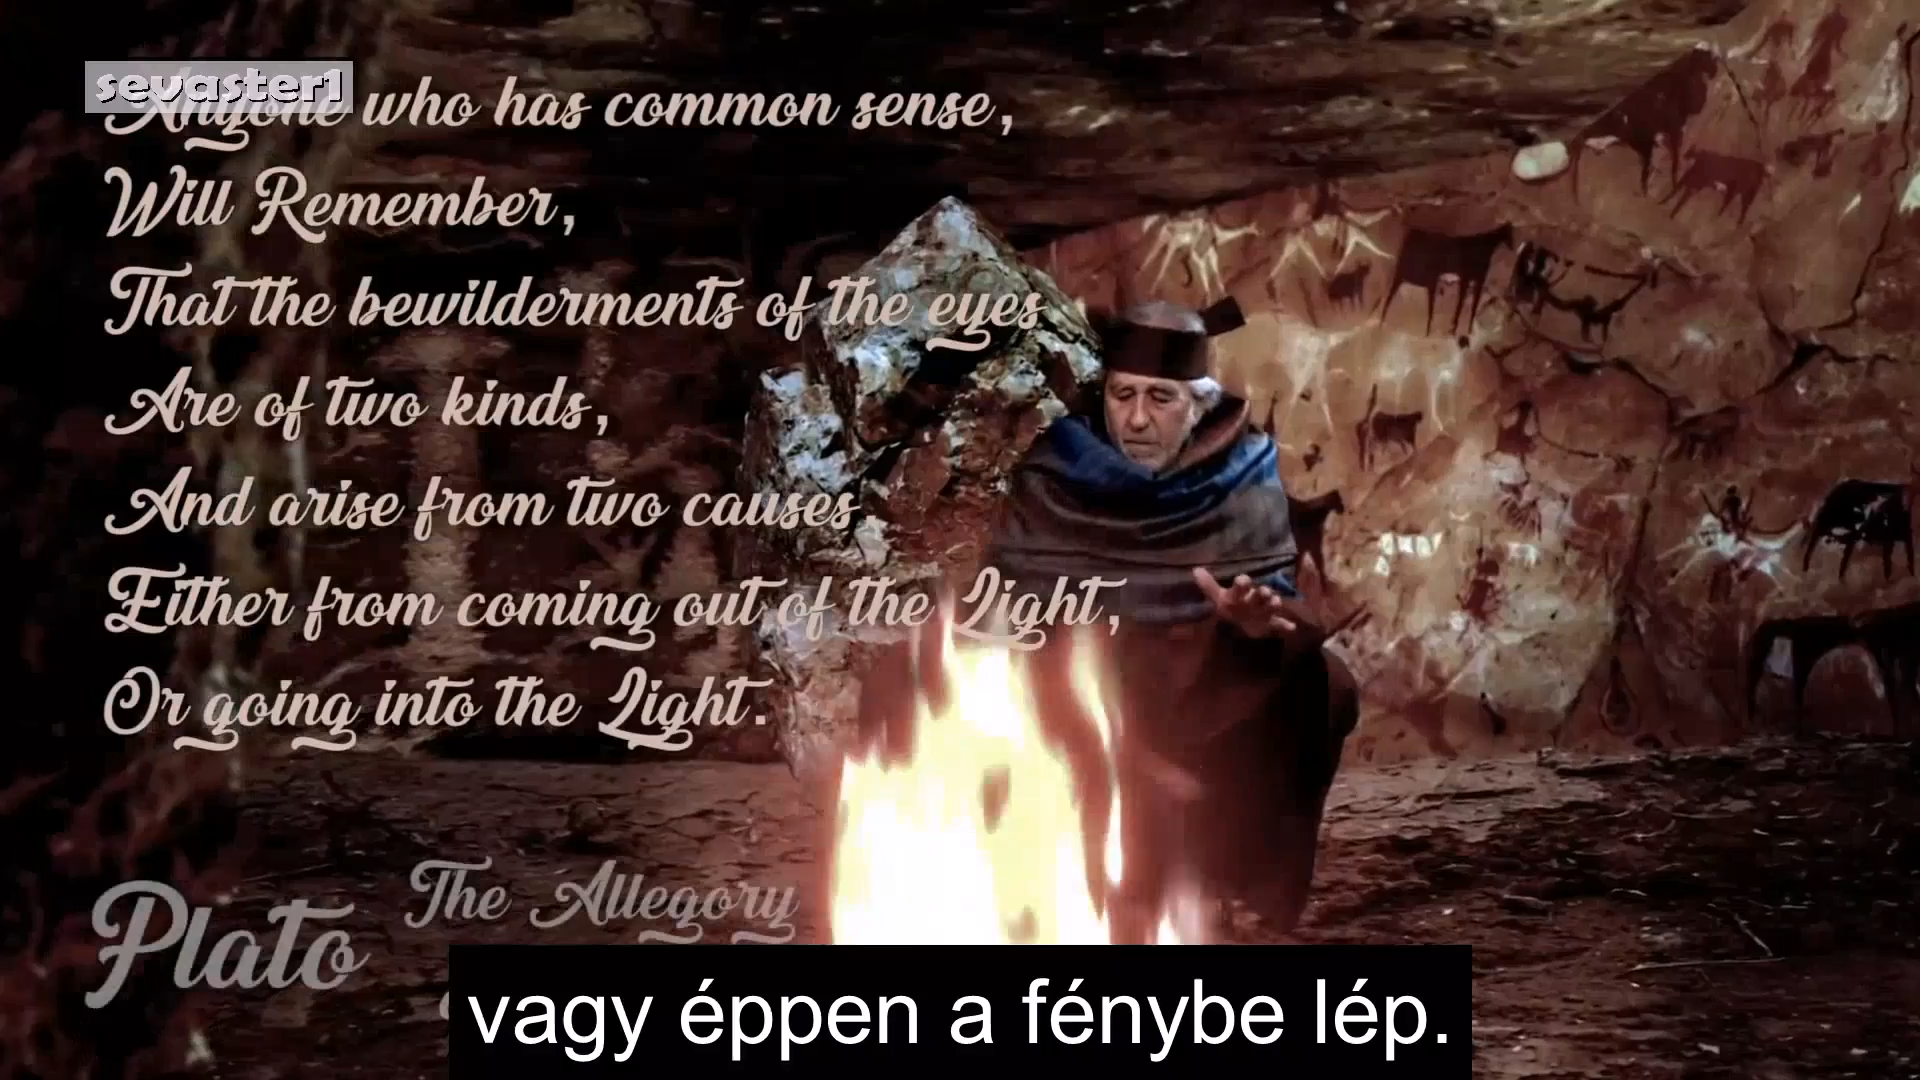 sevaster1
Anyone who has common sense,
Will Remember,
That the bewilderments of the eyes
Are of two kinds,
And arise from two causes,
Either from coming out of the Light,
Or going into the Light.
The Allegory
Plato
vagy éppen a fénybe lép.